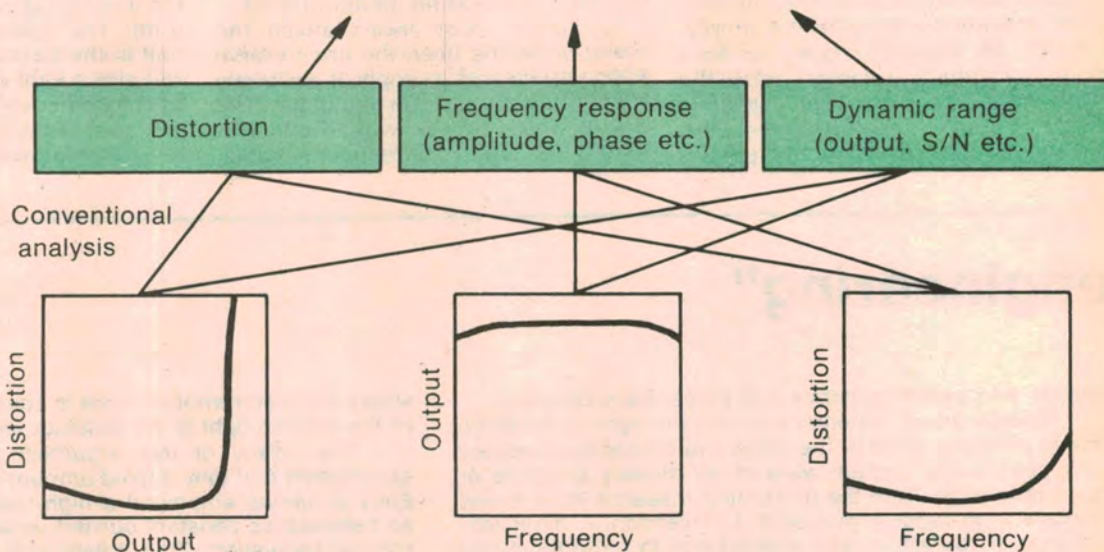 Distortion
Frequency response
(amplitude, phase etc.)
Dynamic range
(output, S/N etc.)
Conventional
analysis
Distortion
Output
Output
Frequency
Distortion
Frequency